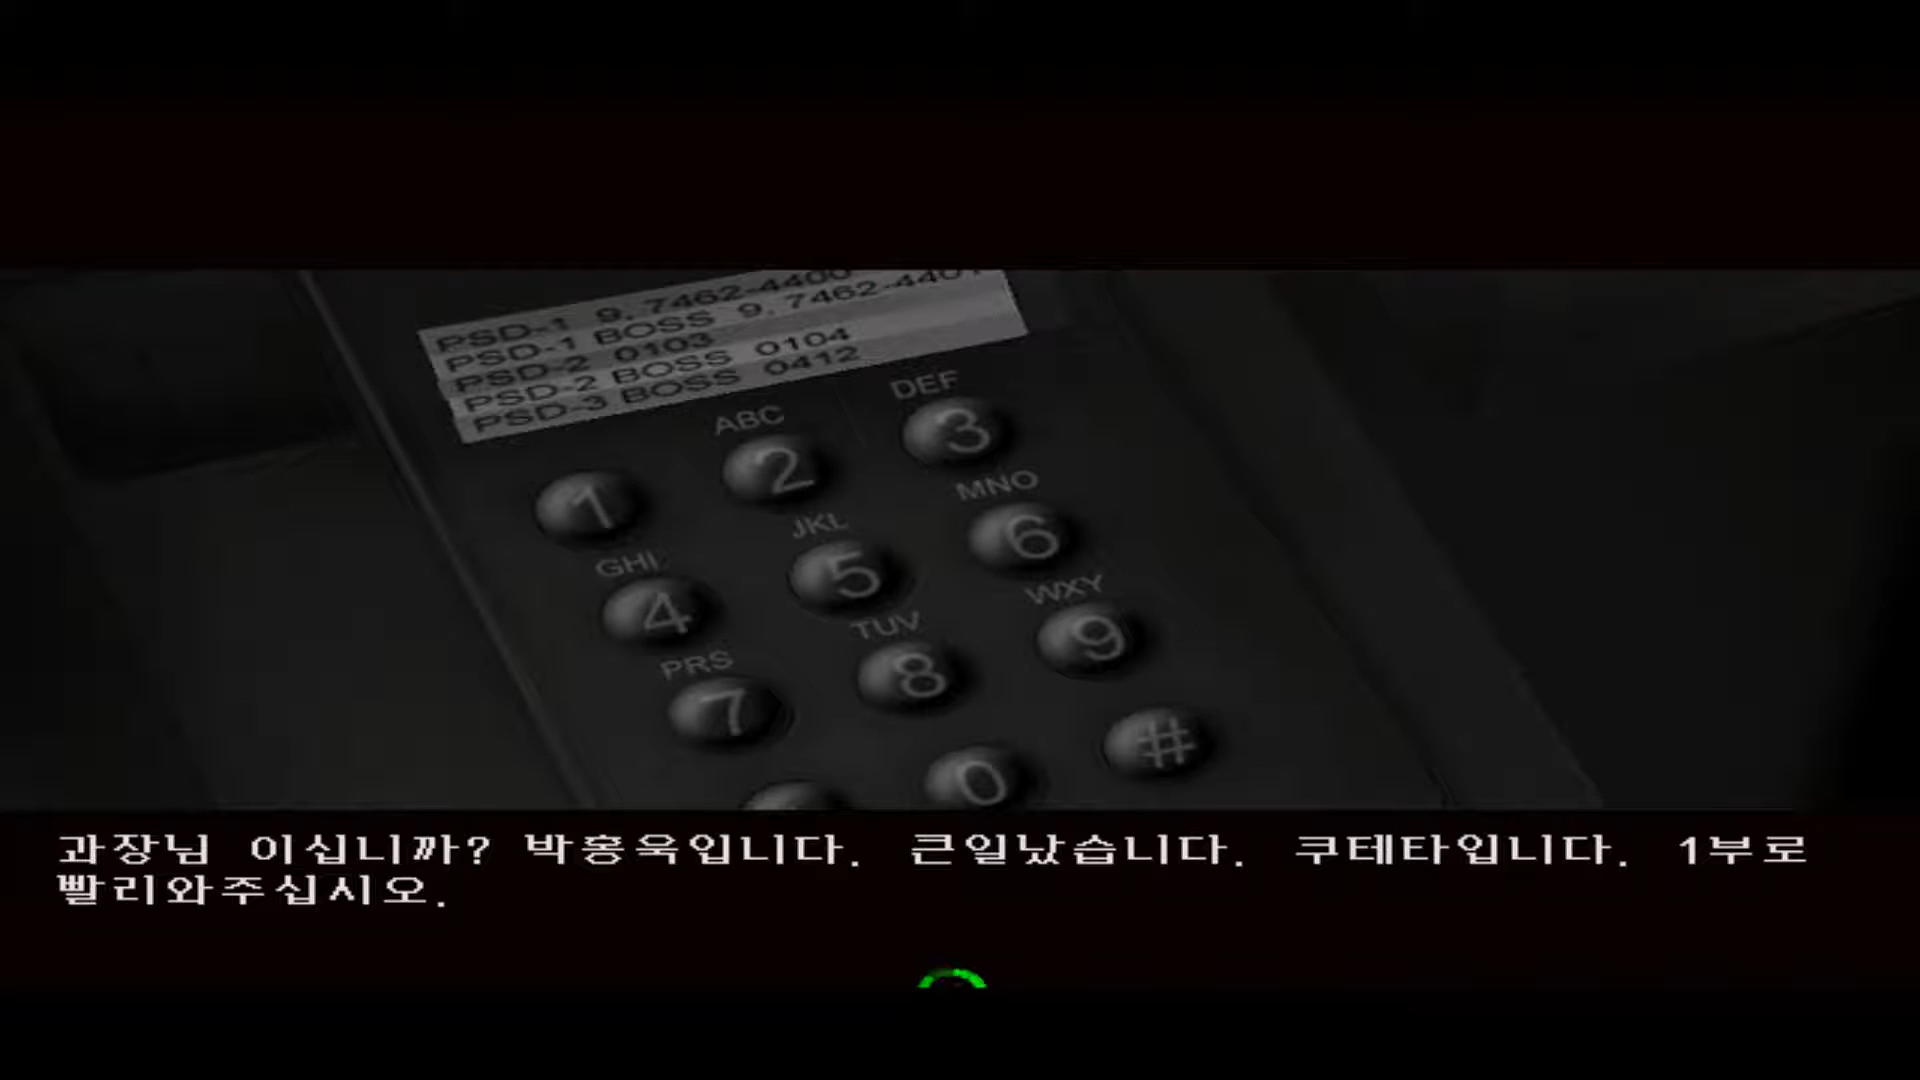 PSD-1 9. 7462-4400
PSD-1 BOSS 9. 7462-4401
PSD-2 0103
PSD-2 BOSS 0104
PSD-3 BOSS 0412
ABC
DEF
1
2
3
GHI
JKL
MNO
4
5
6
PRS
TUV
WXY
7
8
9
0
#
과장님 이십니까? 박홍욱입니다. 큰일났습니다. 쿠테타입니다. 1부로
빨리와주십시오.